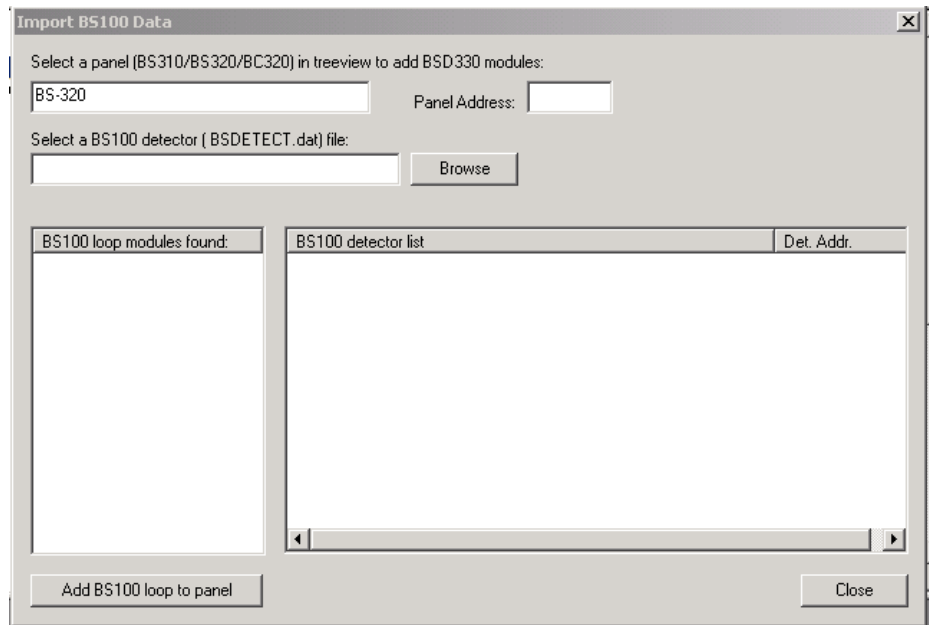 Import BS100 Data
Select a panel (BS310/BS320/BC320) in treeview to add BSD330 modules:
BS-320
Panel Address:
Select a BS100 detector ( BSDETECT.dat) file:
Browse
BS100 loop modules found:
BS100 detector list
Det. Addr.
Add BS100 loop to panel
Close